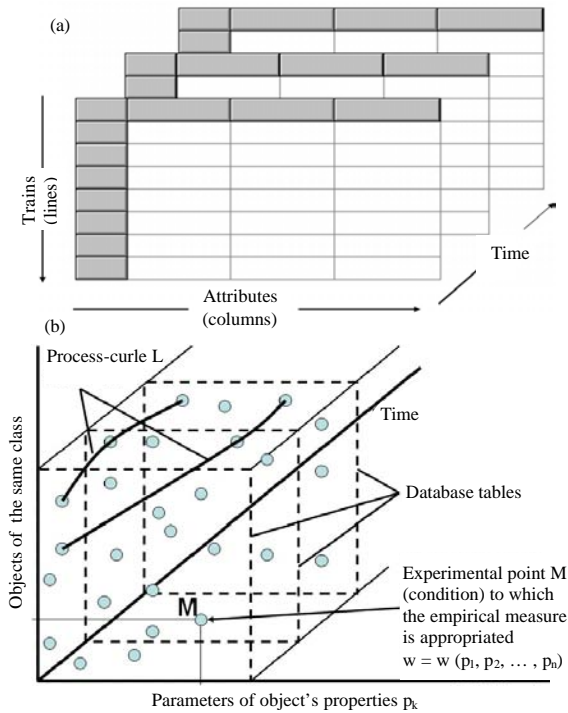 (a)
Trains
(lines)
Time
Attributes
(columns)
(b)
Process-curle L
Time
Objects of the same class
Database tables
Experimental point M
(condition) to which
the empirical measure
is appropriated
w = w (p₁, p₂, … , pₙ)
M
Parameters of object's properties pₖ